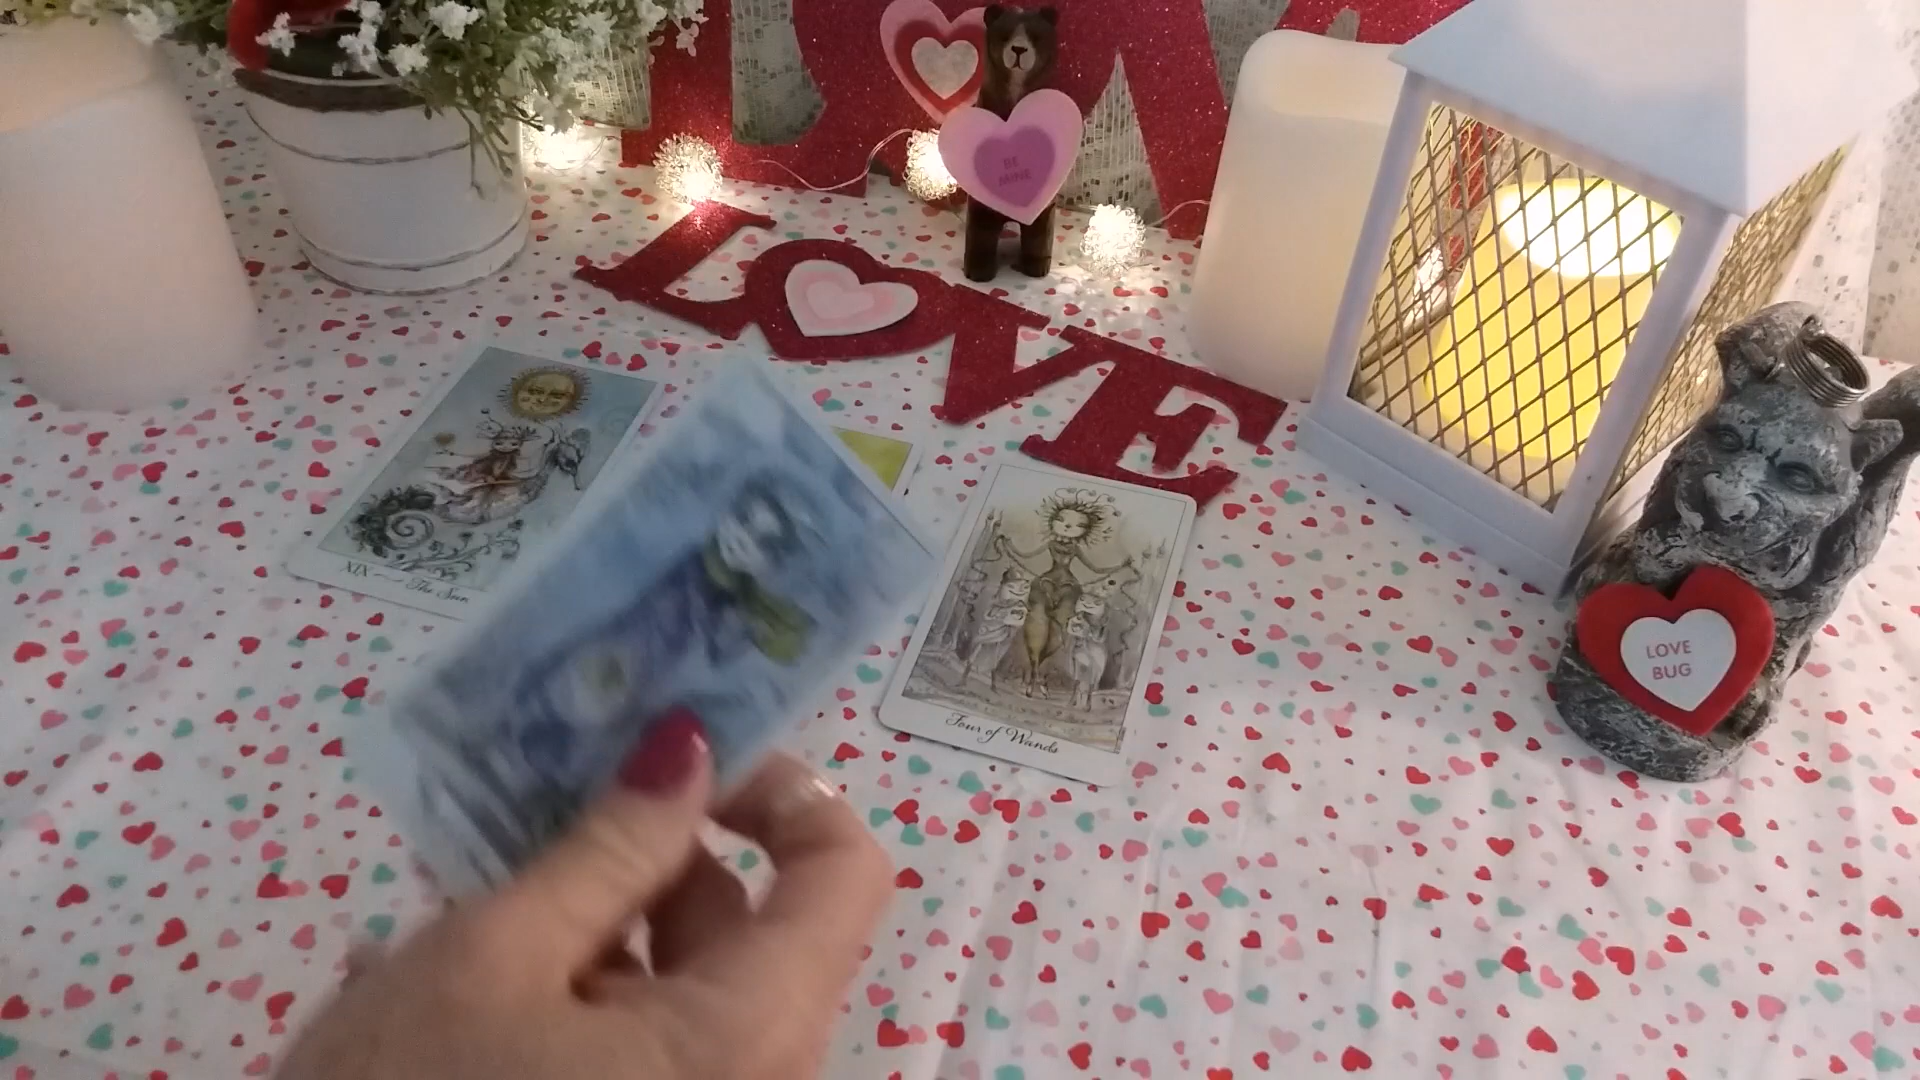 BE
MINE
LOVE
XIX The Sun
Four of Wands
LOVE
BUG